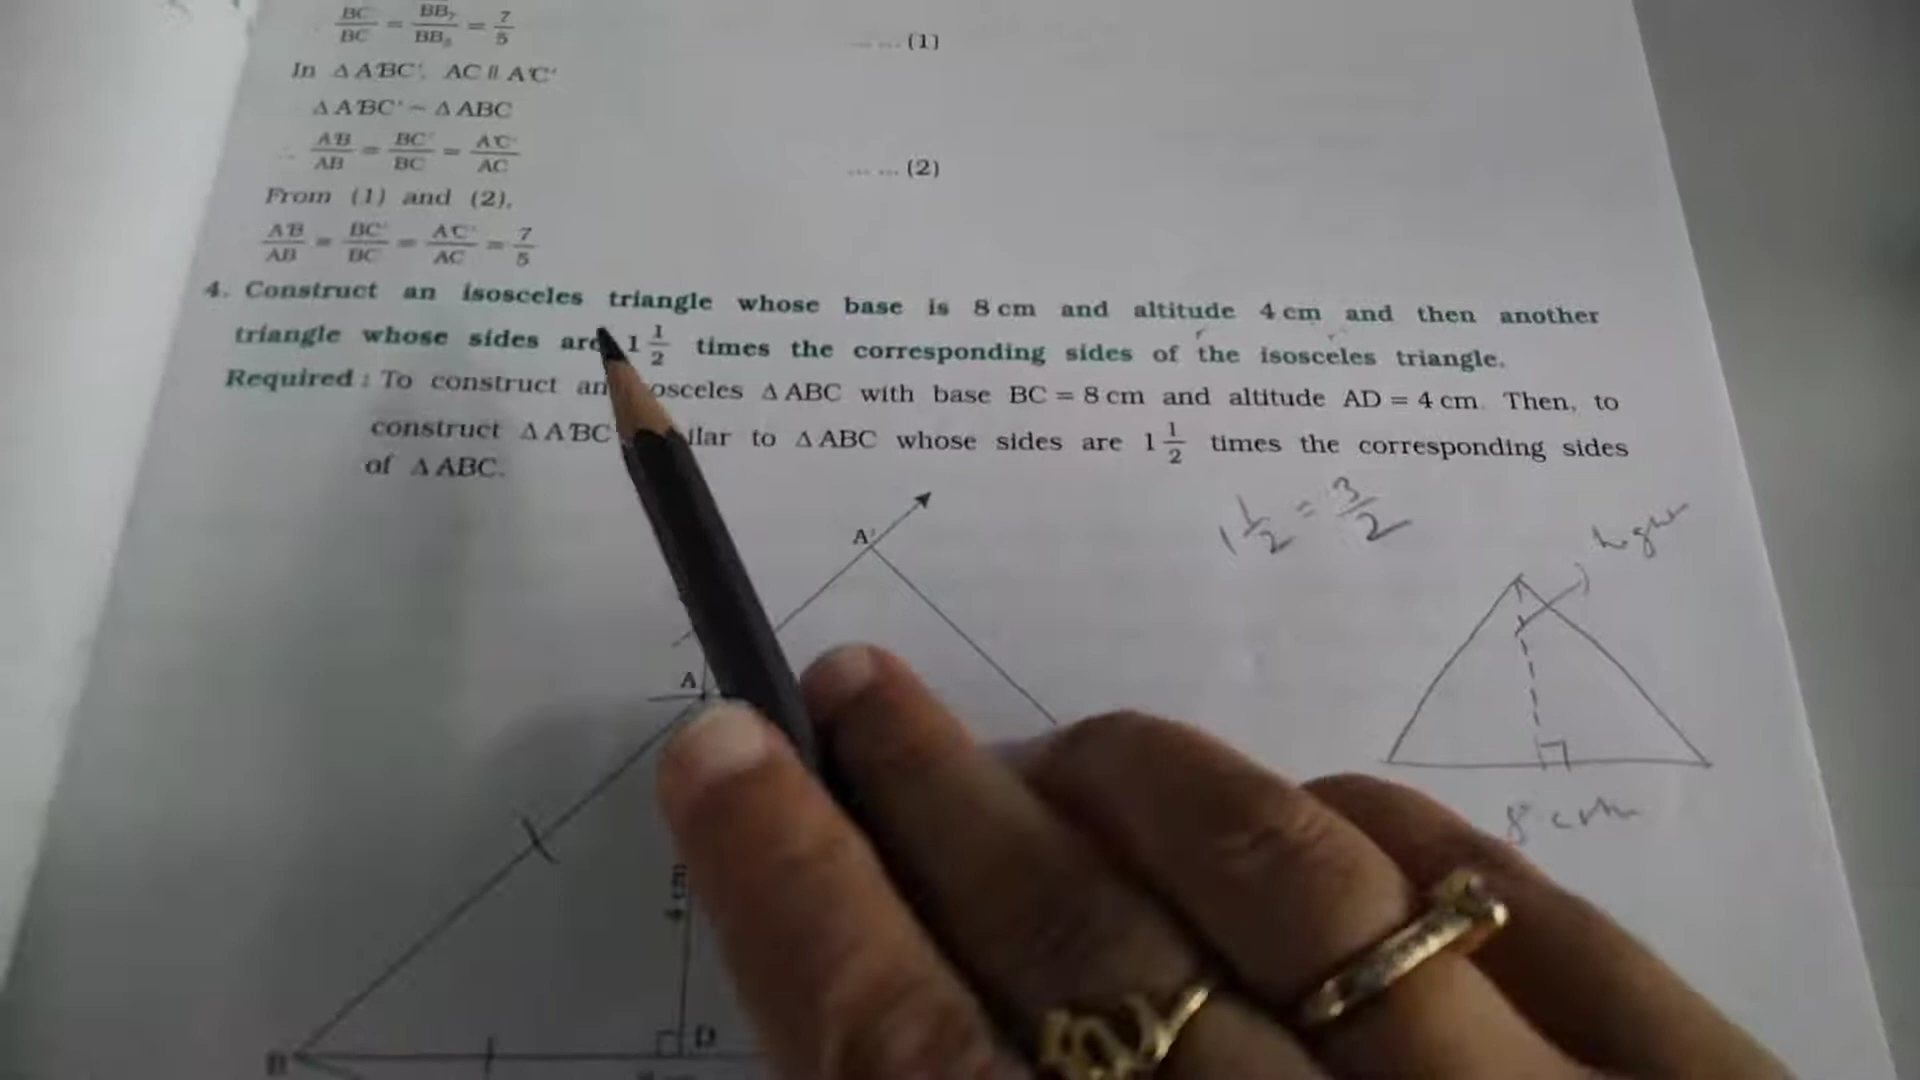 BC'/BC = BB₇/BB₅ = 7/5 ... ... (1)
In Δ A'BC', AC ∥ A'C'
Δ A'BC' ~ Δ ABC
∴ A'B/AB = BC'/BC = A'C'/AC ... ... (2)
From (1) and (2),
A'B/AB = BC'/BC = A'C'/AC = 7/5
4. Construct an isosceles triangle whose base is 8 cm and altitude 4 cm and then another
triangle whose sides are 1 1/2 times the corresponding sides of the isosceles triangle.
Required : To construct an osceles Δ ABC with base BC = 8 cm and altitude AD = 4 cm. Then, to
construct Δ A'BC ilar to Δ ABC whose sides are 1 1/2 times the corresponding sides
of Δ ABC.
1 1/2 = 3/2
A'
A
4 cm
8 cm
B
D